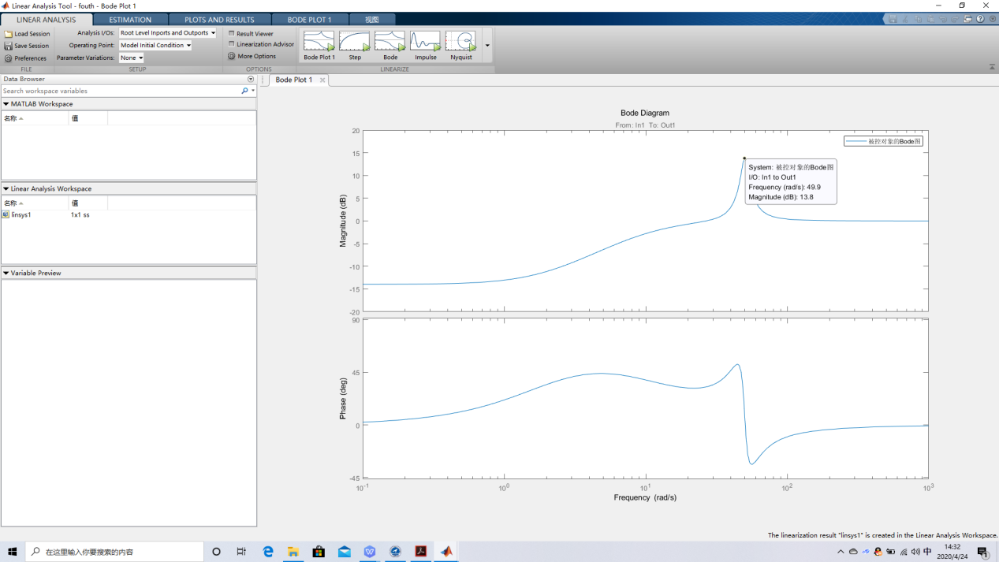 Linear Analysis Tool - fouth - Bode Plot 1
LINEAR ANALYSIS ESTIMATION PLOTS AND RESULTS BODE PLOT 1 视图
Load Session
Save Session
Preferences
FILE
Analysis I/Os: Root Level Inports and Outports
Operating Point: Model Initial Condition
Parameter Variations: None
SETUP
Result Viewer
Linearization Advisor
More Options
OPTIONS
Bode Plot 1 Step Bode Impulse Nyquist
LINEARIZE
Data Browser
Search workspace variables
MATLAB Workspace
名称 值
Linear Analysis Workspace
名称 值
linsys1 1x1 ss
Variable Preview
Bode Plot 1
Bode Diagram
From: In1 To: Out1
被控对象的Bode图
System: 被控对象的Bode图
I/O: In1 to Out1
Frequency (rad/s): 49.9
Magnitude (dB): 13.8
Magnitude (dB)
20
15
10
5
0
-5
-10
-15
-20
Phase (deg)
90
45
0
-45
10^-1 10^0 10^1 10^2 10^3
Frequency (rad/s)
The linearization result "linsys1" is created in the Linear Analysis Workspace.
在这里输入你要搜索的内容
中
14:32
2020/4/24
1